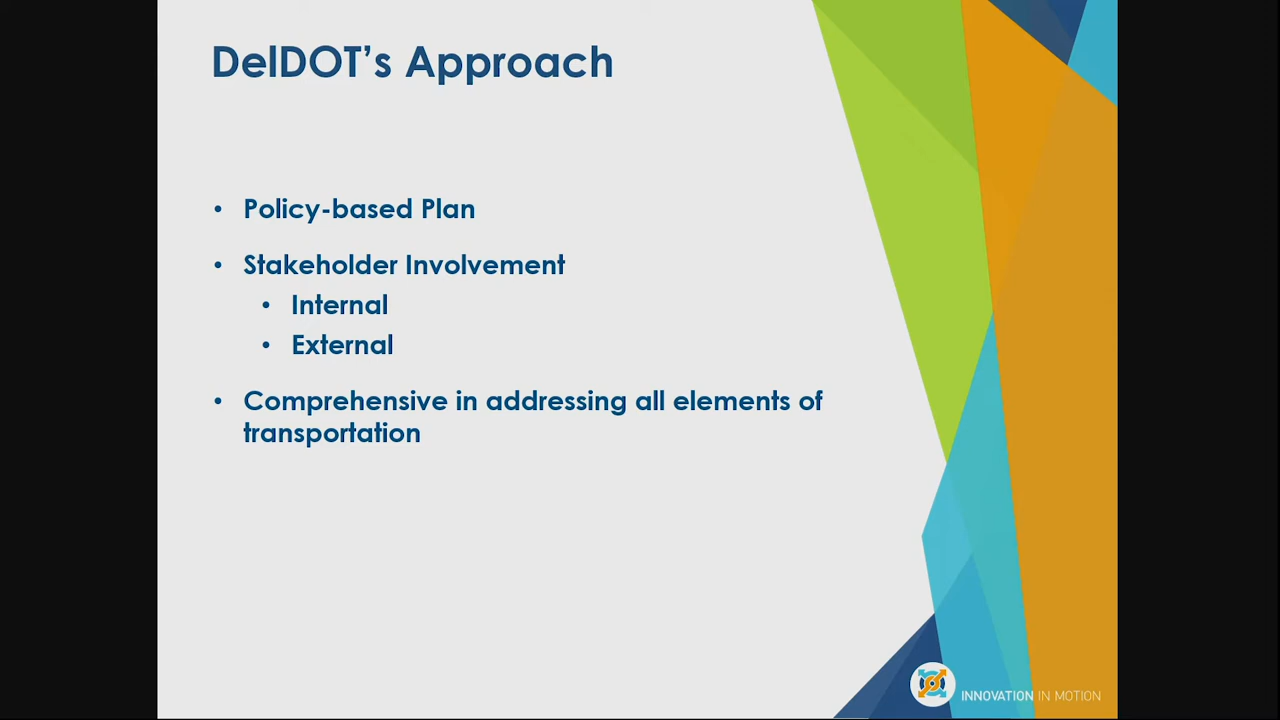 DelDOT's Approach
• Policy-based Plan
• Stakeholder Involvement
• Internal
• External
• Comprehensive in addressing all elements of
transportation
INNOVATION IN MOTION